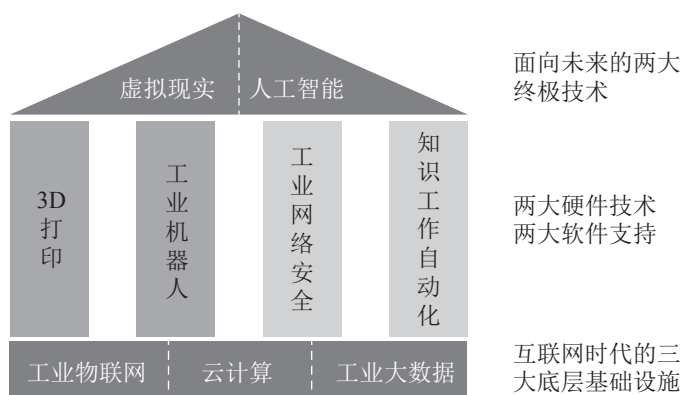 虚拟现实 人工智能
面向未来的两大
终极技术
3D
打
印
工业机器人
工业网络安全
知识工作自动化
两大硬件技术
两大软件支持
工业物联网 云计算 工业大数据
互联网时代的三
大底层基础设施